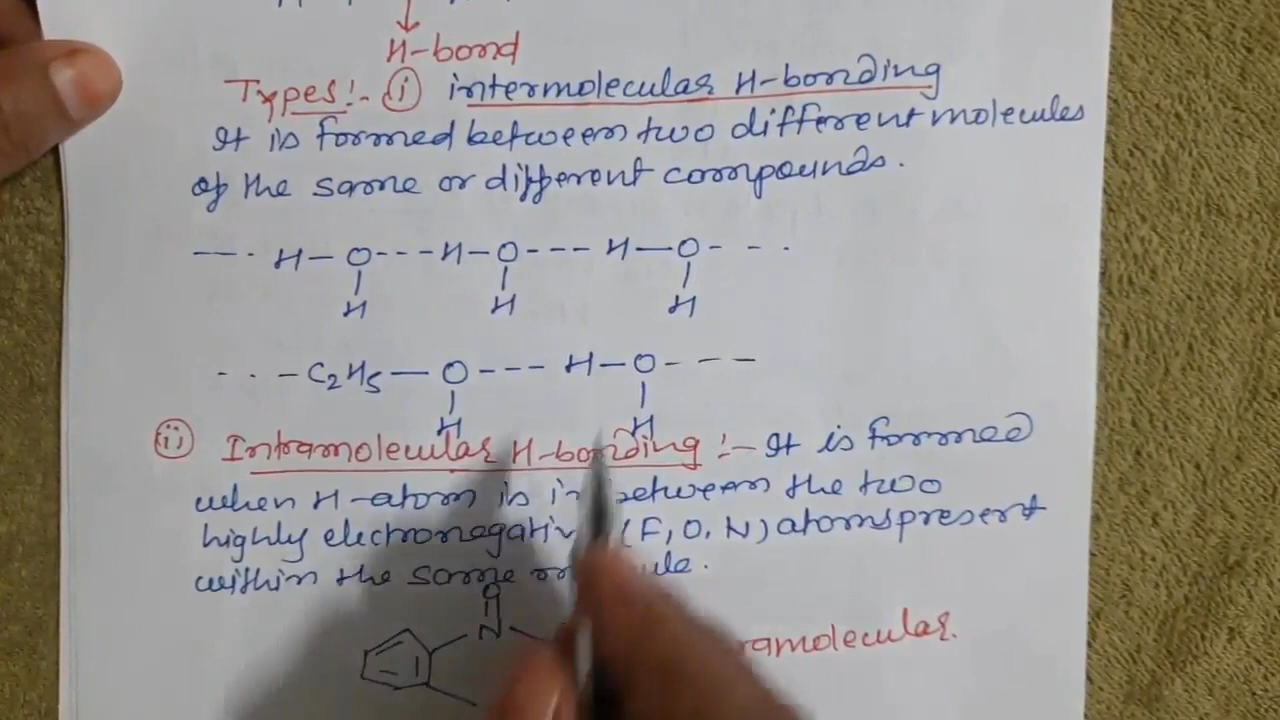 H-bond
Types:- (i) intermolecular H-bonding
It is formed between two different molecules
of the same or different compounds.
--- H-O---H-O--- H-O- - -
H H H
- - -C2H5-O--- H-O- ---
H H
(ii) Intramolecular H-bonding :- It is formed
when H-atom is in between the two
highly electronegative (F, O, N) atoms present
within the same
O
N